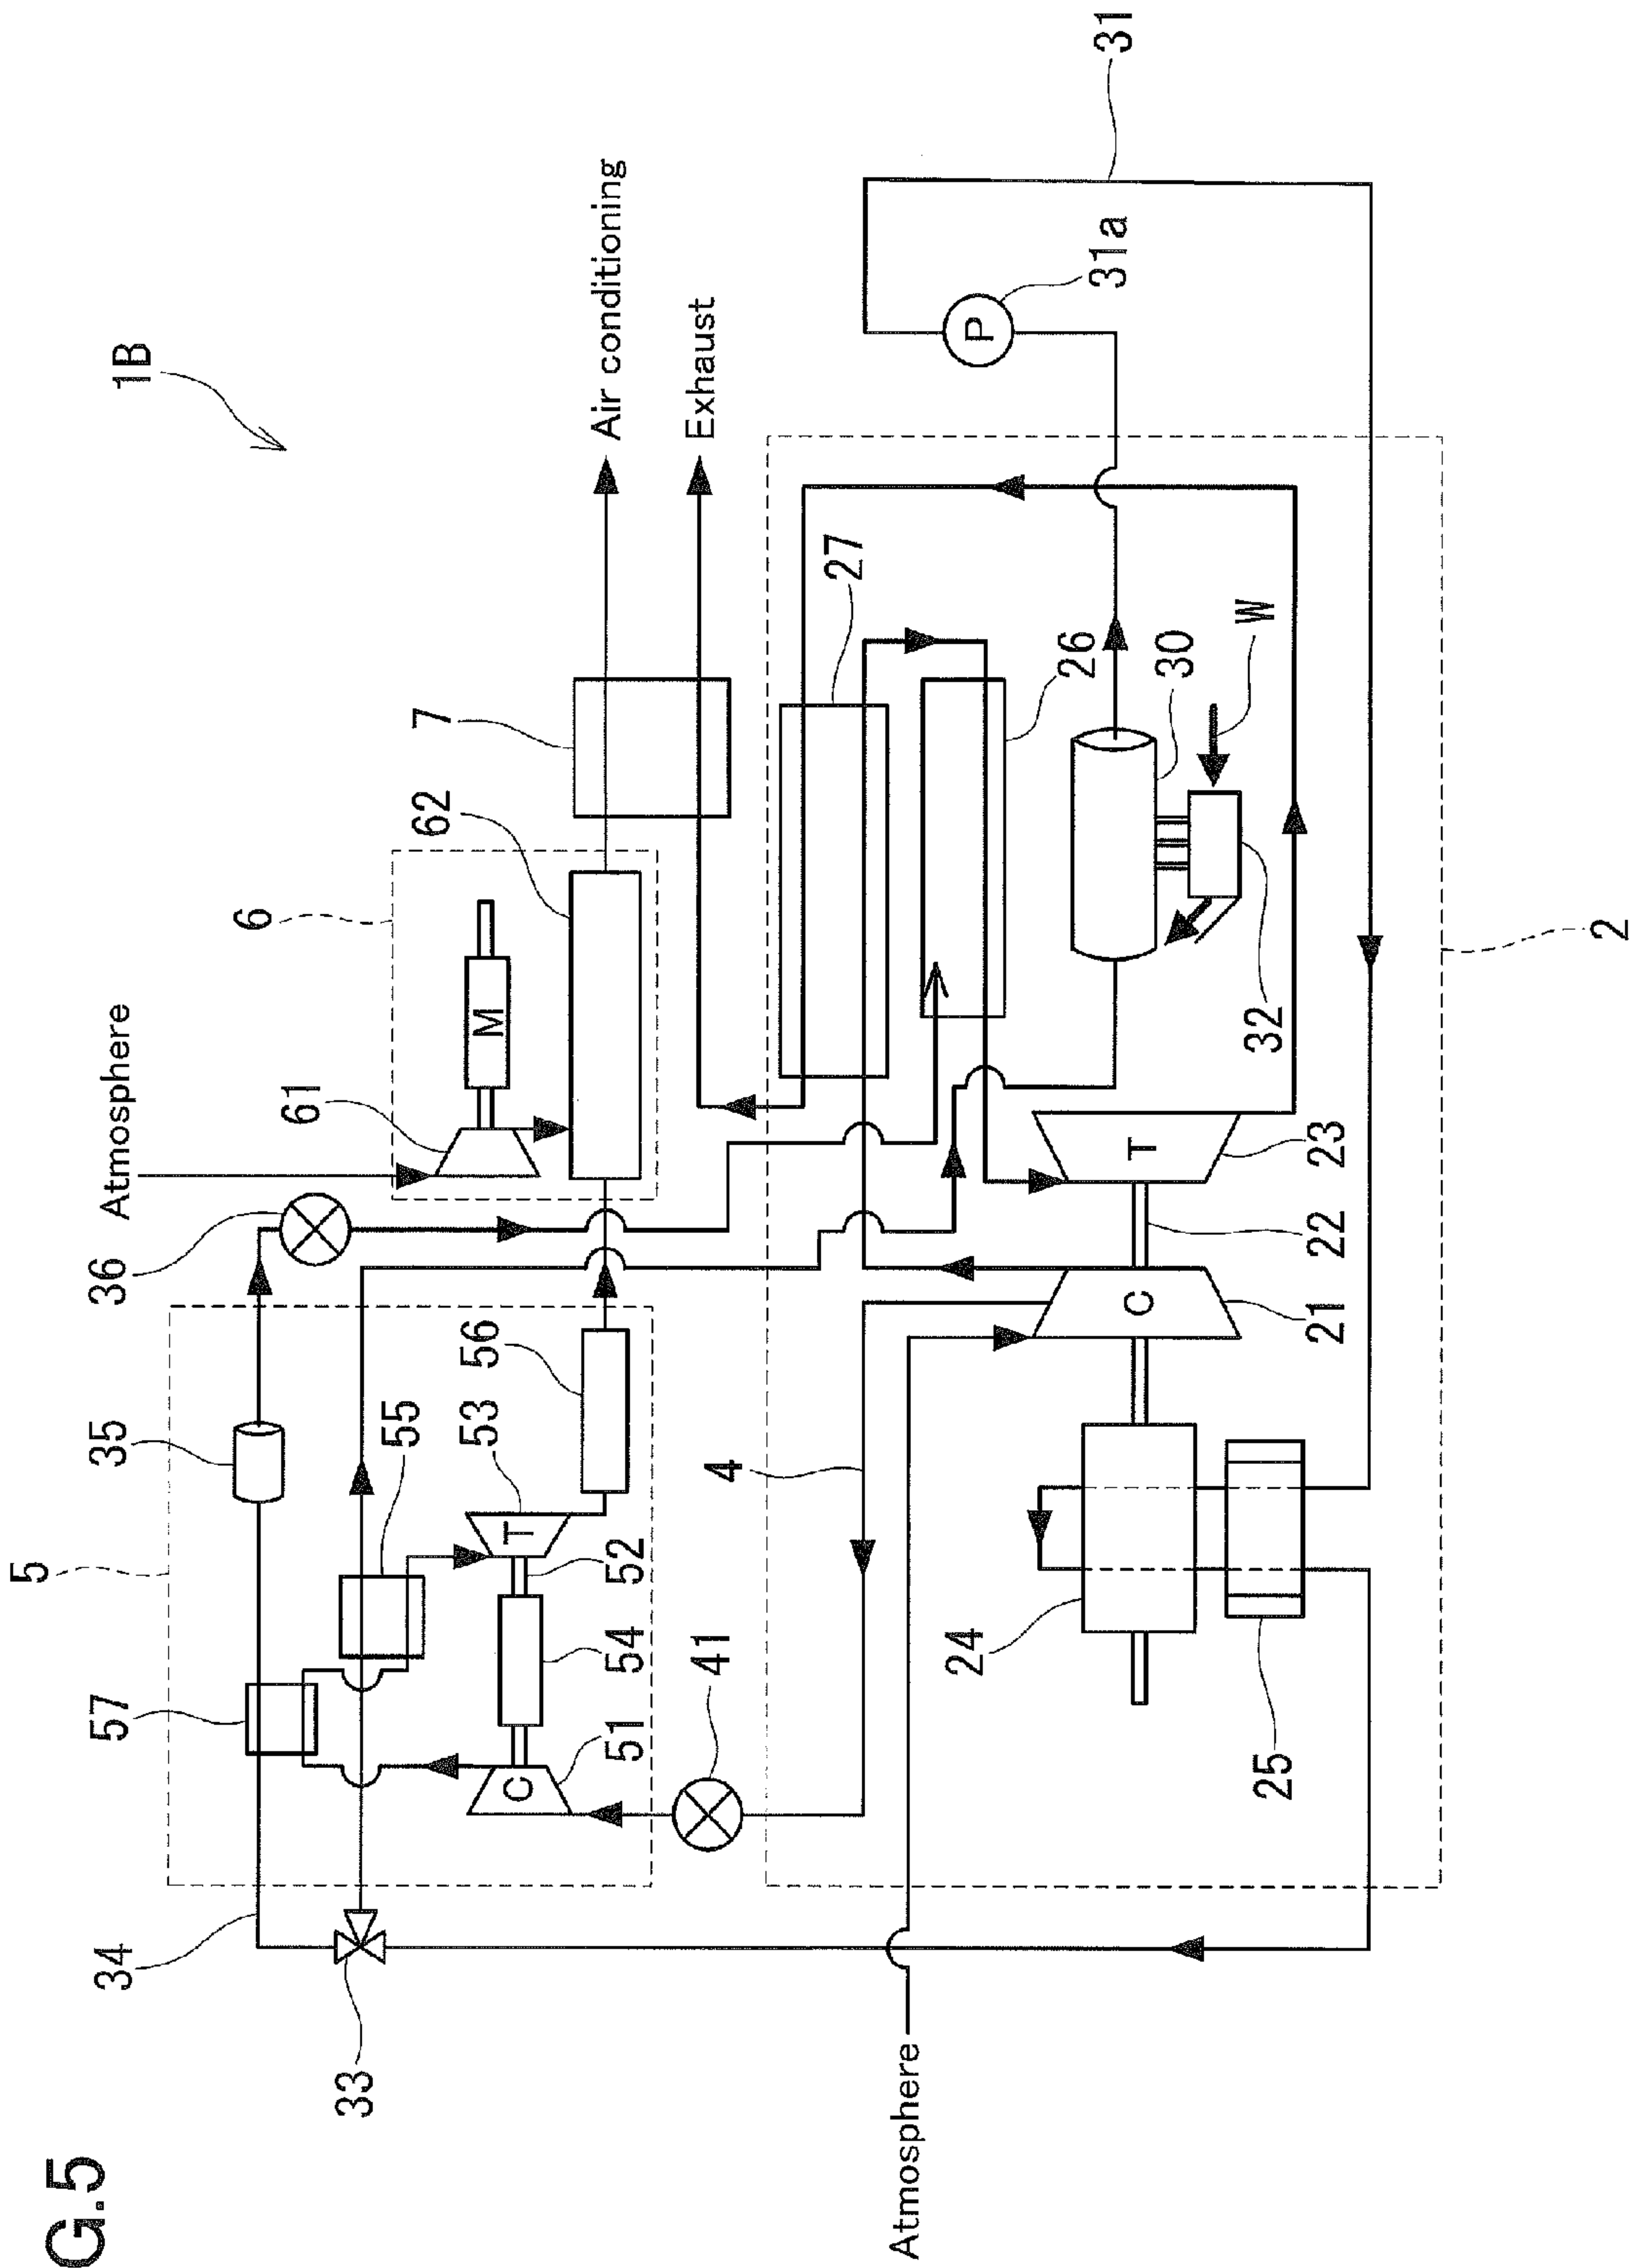 G.5
1B
5
57
35
36
Atmosphere
61
6
62
7
Air conditioning
Exhaust
34
33
55
53
56
M
T
52
54
C
51
41
4
27
31a
P
31
26
30
W
32
Atmosphere
24
25
C
21
22
T
23
2